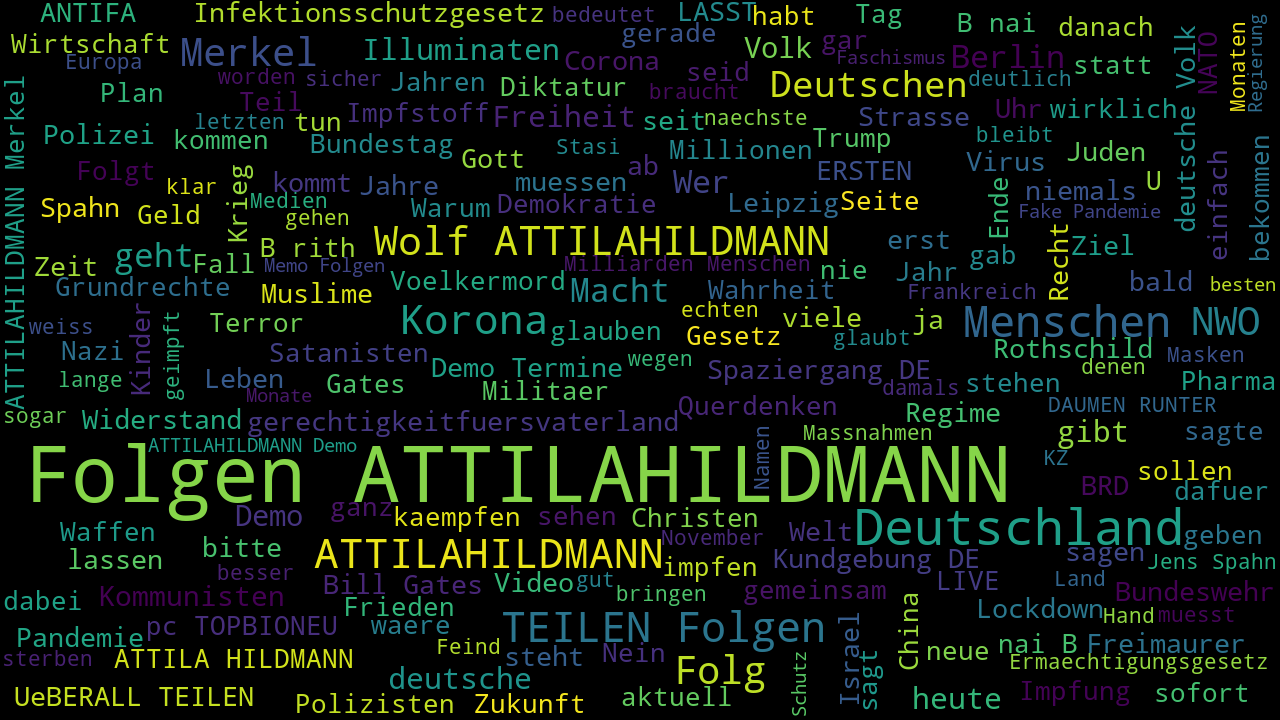 ANTIFA
Infektionsschutzgesetz
bedeutet
LASST
habt
Tag
B nai
danach
Wirtschaft
Merkel
Illuminaten
gerade
Volk
gar
Faschismus
Berlin
statt
deutsche Volk
NATO
Monaten
Regierung
Europa
worden
sicher
Jahren
Corona
seid
Deutschen
deutlich
Plan
Teil
Diktatur
braucht
Impfstoff
Freiheit
seit
naechste
Strasse
Uhr
wirklich
letzten
tun
Polizei
kommen
Bundestag
Stasi
Millionen
Trump
bleibt
Juden
Gott
ab
ERSTEN
Virus
Folgt
klar
Krieg
kommt
Jahre
muessen
Wer
niemals
U
einfach
bekommen
Spahn
Geld
Medien
gehen
Warum
Demokratie
Leipzig
Seite
Ende
Fake Pandemie
ATTILAHILDMANN Merkel
geht
B rith
Wolf ATTILAHILDMANN
erst
gab
Recht
Ziel
Zeit
Fall
Memo Folgen
Milliarden Menschen
nie
Jahr
Grundrechte
Muslime
Voelkermord
Macht
Wahrheit
Frankreich
bald
besten
weiss
Kinder
geimpft
Terror
Korona
glauben
echten
viele
ja
Menschen
NWO
Gesetz
glaubt
Nazi
Satanisten
Demo Termine
wegen
Rothschild
Masken
lange
Leben
Gates
Militaer
Spaziergang DE
damals
stehen
denen
Pharma
Monate
sogar
Widerstand
gerechtigkeitfuersvaterland
Querdenken
Regime
DAUMEN RUNTER
ATTILAHILDMANN Demo
Namen
Massnahmen
gibt
sagte
Folgen ATTILAHILDMANN
KZ
sollen
BRD
dafuer
Waffen
Demo
ganz
kaempfen
sehen
Christen
Welt
Deutschland
geben
November
lassen
bitte
ATTILAHILDMANN
impfen
Kundgebung DE
sagen
Jens Spahn
besser
Bill Gates
Video
gut
bringen
gemeinsam
LIVE
Land
Bundeswehr
dabei
Kommunisten
Frieden
China
Lockdown
Hand
muesst
Pandemie
pc TOPBIONEU
waere
TEILEN Folgen
Israel
neue
nai B
Freimaurer
sterben
ATTILA HILDMANN
Feind
steht
Nein
Folg
Schutz
sagt
Ermaechtigungsgesetz
UeBERALL TEILEN
deutsche
Polizisten
Zukunft
aktuell
heute
Impfung
sofort